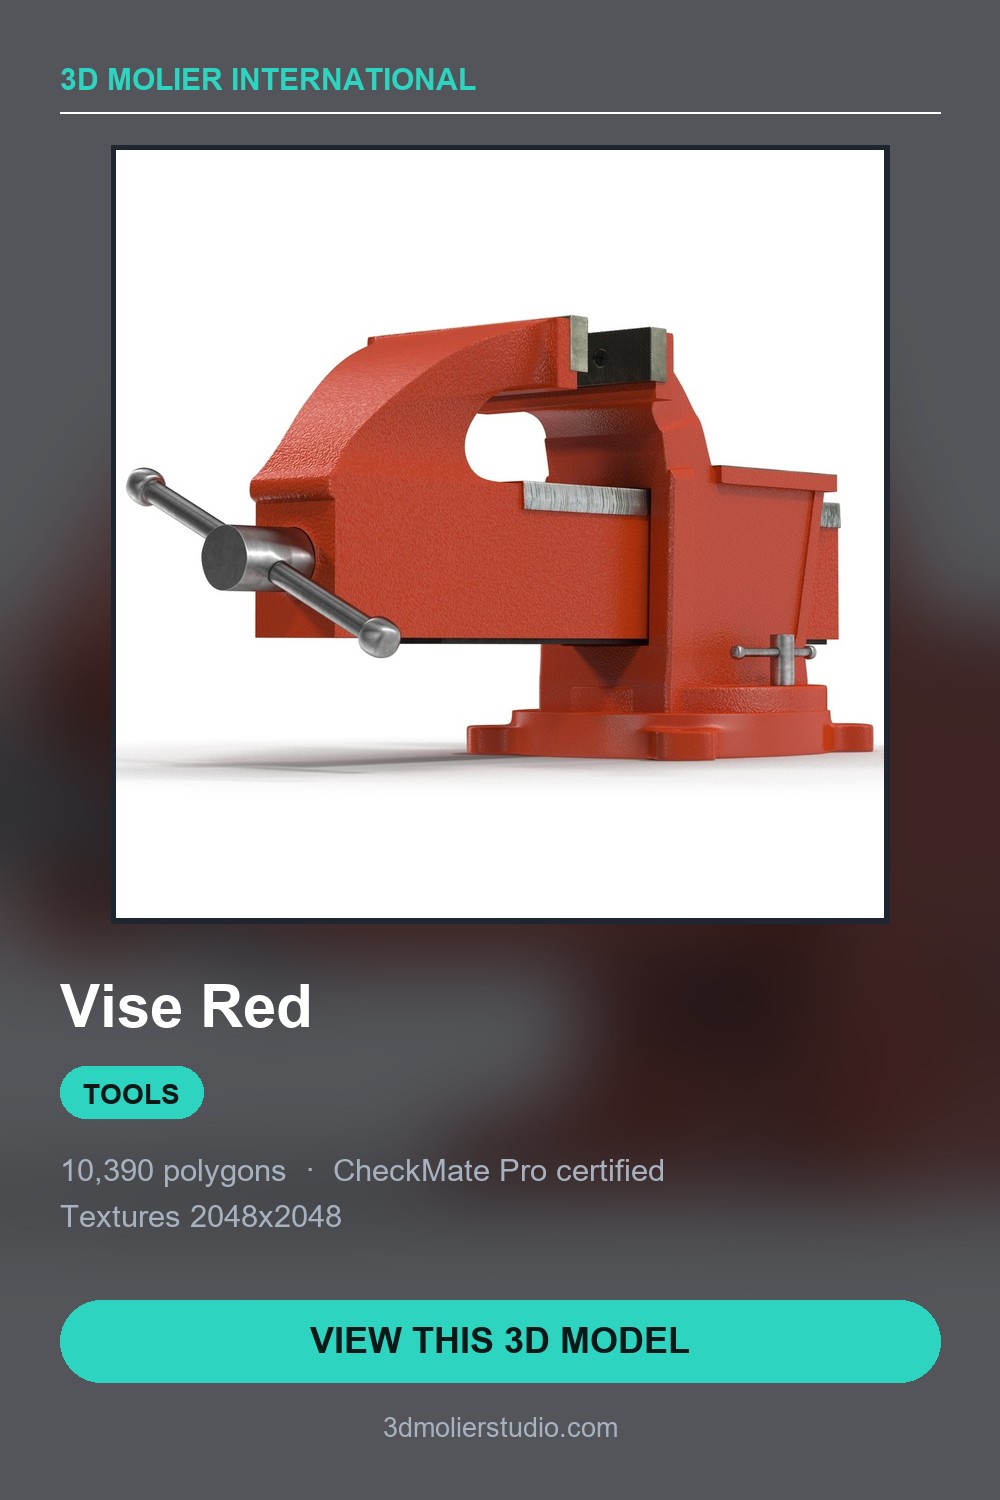 3D MOLIER INTERNATIONAL
Vise Red
TOOLS
10,390 polygons · CheckMate Pro certified
Textures 2048x2048
VIEW THIS 3D MODEL
3dmolierstudio.com